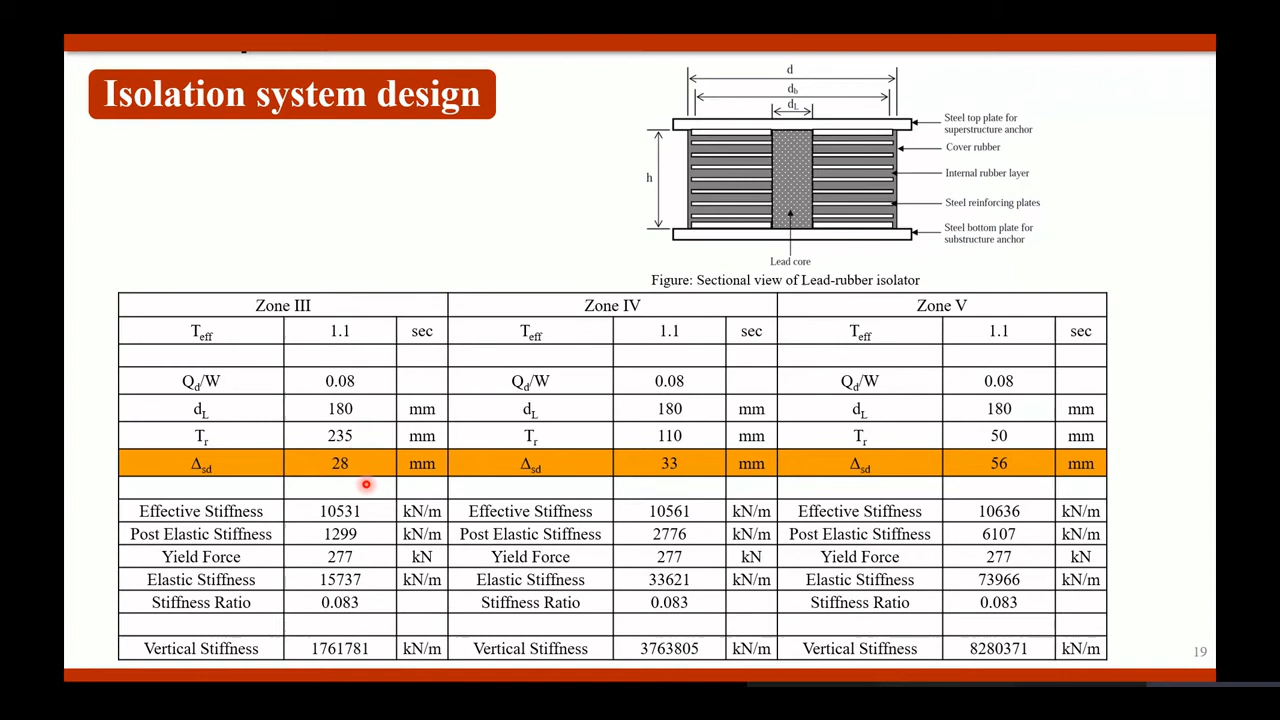 Isolation system design
d
db
dL
h
Steel top plate for
superstructure anchor
Cover rubber
Internal rubber layer
Steel reinforcing plates
Steel bottom plate for
substructure anchor
Lead core
Figure: Sectional view of Lead-rubber isolator
Zone III Zone IV Zone V
Teff 1.1 sec Teff 1.1 sec Teff 1.1 sec
Qd/W 0.08 Qd/W 0.08 Qd/W 0.08
dL 180 mm dL 180 mm dL 180 mm
Tr 235 mm Tr 110 mm Tr 50 mm
Δsd 28 mm Δsd 33 mm Δsd 56 mm
Effective Stiffness 10531 kN/m Effective Stiffness 10561 kN/m Effective Stiffness 10636 kN/m
Post Elastic Stiffness 1299 kN/m Post Elastic Stiffness 2776 kN/m Post Elastic Stiffness 6107 kN/m
Yield Force 277 kN Yield Force 277 kN Yield Force 277 kN
Elastic Stiffness 15737 kN/m Elastic Stiffness 33621 kN/m Elastic Stiffness 73966 kN/m
Stiffness Ratio 0.083 Stiffness Ratio 0.083 Stiffness Ratio 0.083
Vertical Stiffness 1761781 kN/m Vertical Stiffness 3763805 kN/m Vertical Stiffness 8280371 kN/m
19